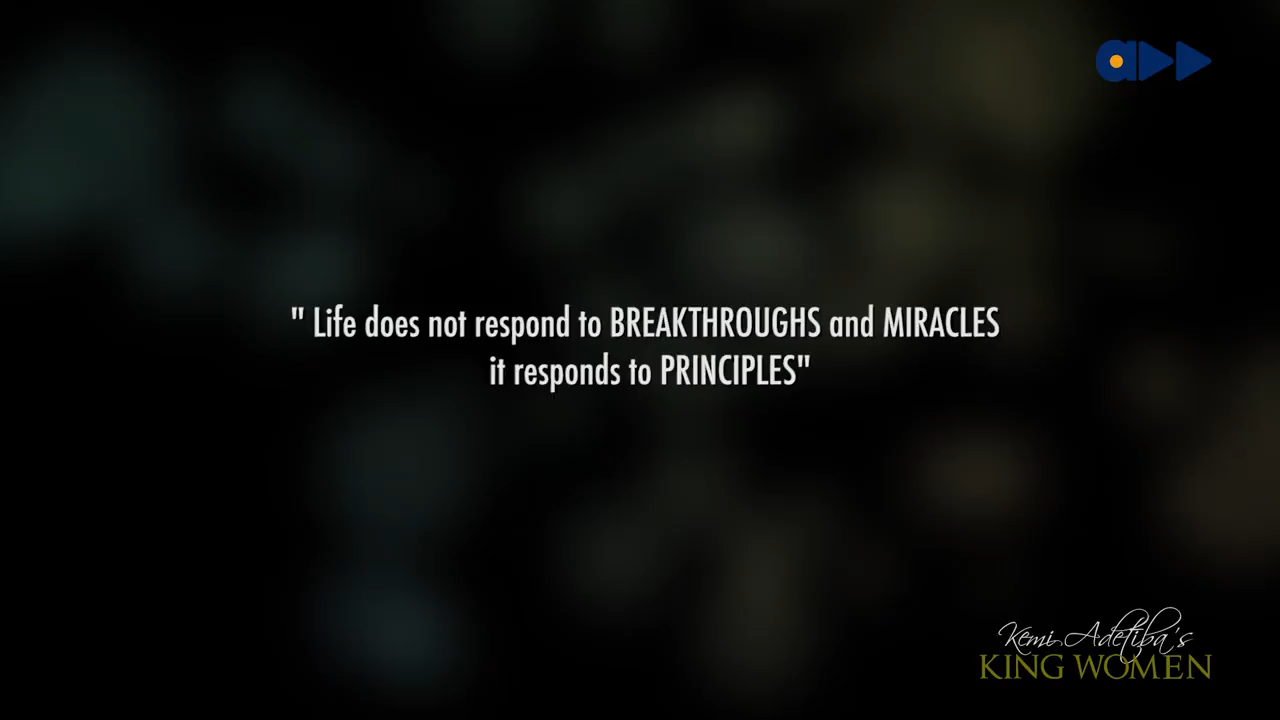 " Life does not respond to BREAKTHROUGHS and MIRACLES
it responds to PRINCIPLES"
Kemi Adetiba's
KING WOMEN